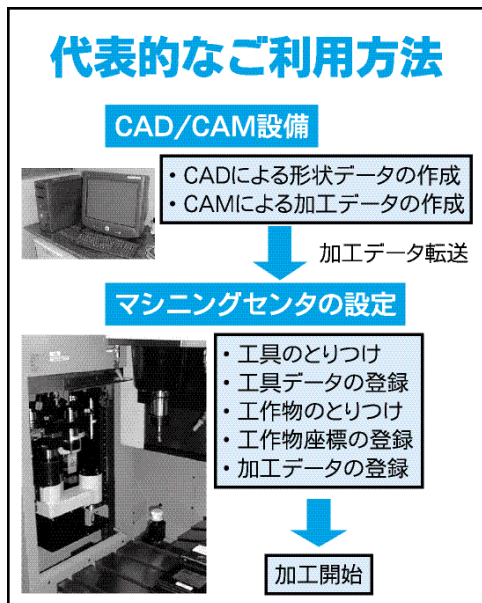 代表的なご利用方法
CAD/CAM設備
・CADによる形状データの作成
・CAMによる加工データの作成
加工データ転送
マシニングセンタの設定
・工具のとりつけ
・工具データの登録
・工作物のとりつけ
・工作物座標の登録
・加工データの登録
加工開始